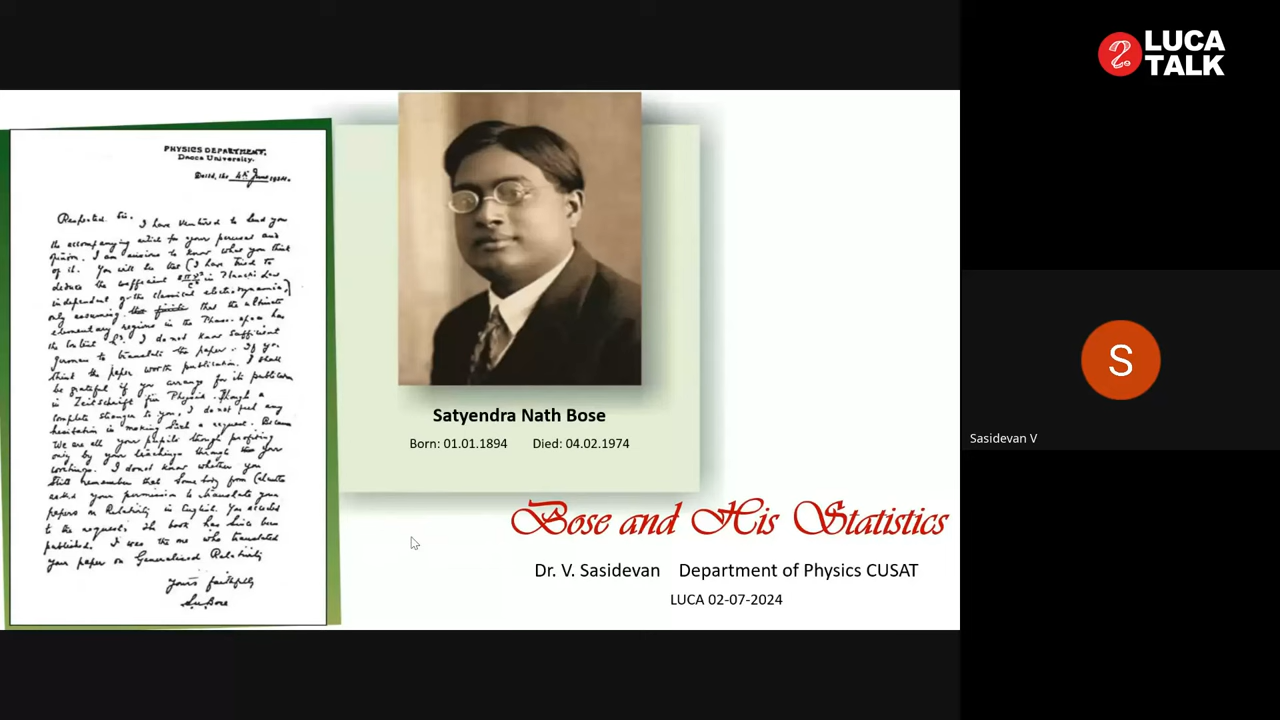 LUCA
TALK
PHYSICS DEPARTMENT,
Dacca University.
Dated, the 4th June 1924.
Respected Sir, I have ventured to send you
the accompanying article for your perusal and
opinion. I am anxious to know what you think
of it. You will see that I have tried to
deduce the coefficient 8πν²/c³ in Planck's Law
independent of the classical electrodynamics
only assuming that the ultimate
elementary regions in the Phase-space has
the content h³. I do not know sufficient
German to translate the paper. If you
think the paper worth publication, I shall
be grateful if you arrange for its publication
in Zeitschrift für Physik. Though a
complete stranger to you, I do not feel any
hesitation in making such a request. Because
We are all your pupils though profiting
only by your teachings through your
writings. I do not know whether you
still remember that somebody from Calcutta
asked your permission to translate your
papers on Relativity in English. You acceded
to the request. The book has since been
published. I was the one who translated
your paper on Generalised Relativity
Yours faithfully
S.N. Bose
Satyendra Nath Bose
Born: 01.01.1894 Died: 04.02.1974
Bose and His Statistics
Dr. V. Sasidevan Department of Physics CUSAT
LUCA 02-07-2024
S
Sasidevan V